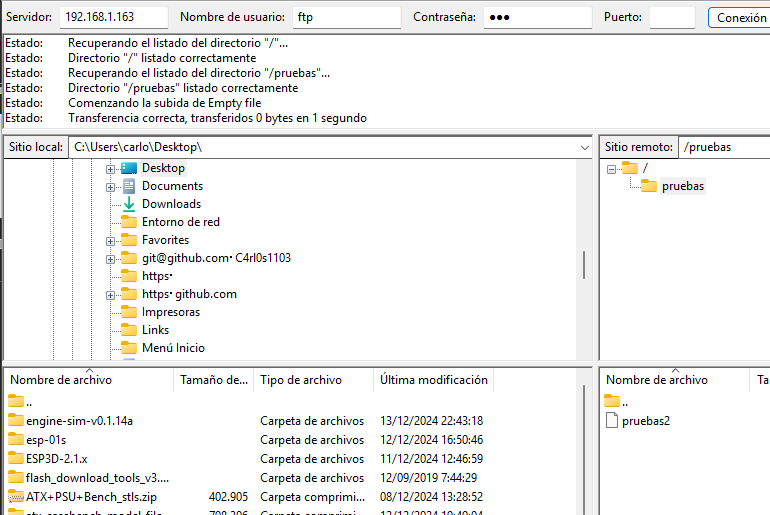 Servidor: 192.168.1.163 Nombre de usuario: ftp Contraseña: ●●● Puerto: Conexión
Estado: Recuperando el listado del directorio "/"...
Estado: Directorio "/" listado correctamente
Estado: Recuperando el listado del directorio "/pruebas"...
Estado: Directorio "/pruebas" listado correctamente
Estado: Comenzando la subida de Empty file
Estado: Transferencia correcta, transferidos 0 bytes en 1 segundo
Sitio local: C:\Users\carlo\Desktop\
Desktop
Documents
Downloads
Entorno de red
Favorites
git@github.com·C4rl0s1103
https·
https·github.com
Impresoras
Links
Menú Inicio
Sitio remoto: /pruebas
/
pruebas
Nombre de archivo Tamaño de... Tipo de archivo Última modificación
..
engine-sim-v0.1.14a Carpeta de archivos 13/12/2024 22:43:18
esp-01s Carpeta de archivos 12/12/2024 16:50:46
ESP3D-2.1.x Carpeta de archivos 11/12/2024 12:46:59
flash_download_tools_v3.... Carpeta de archivos 12/09/2019 7:44:29
ATX+PSU+Bench_stls.zip 402.905 Carpeta comprimi... 08/12/2024 13:28:52
Nombre de archivo Ta
..
pruebas2